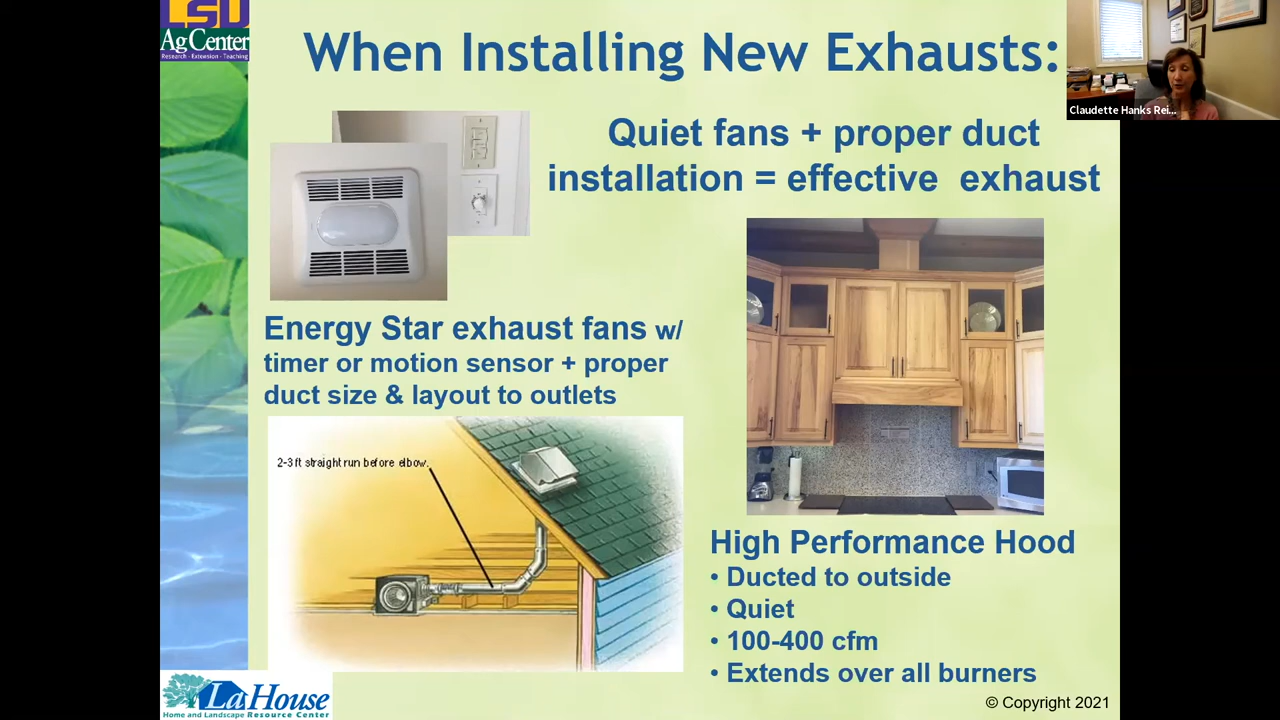 LSU
AgCenter
Research · Extension · Teaching
When Installing New Exhausts:
Claudette Hanks Rei...
Quiet fans + proper duct
installation = effective exhaust
Energy Star exhaust fans w/
timer or motion sensor + proper
duct size & layout to outlets
2-3 ft straight run before elbow.
High Performance Hood
• Ducted to outside
• Quiet
• 100-400 cfm
• Extends over all burners
LaHouse
Home and Landscape Resource Center
© Copyright 2021